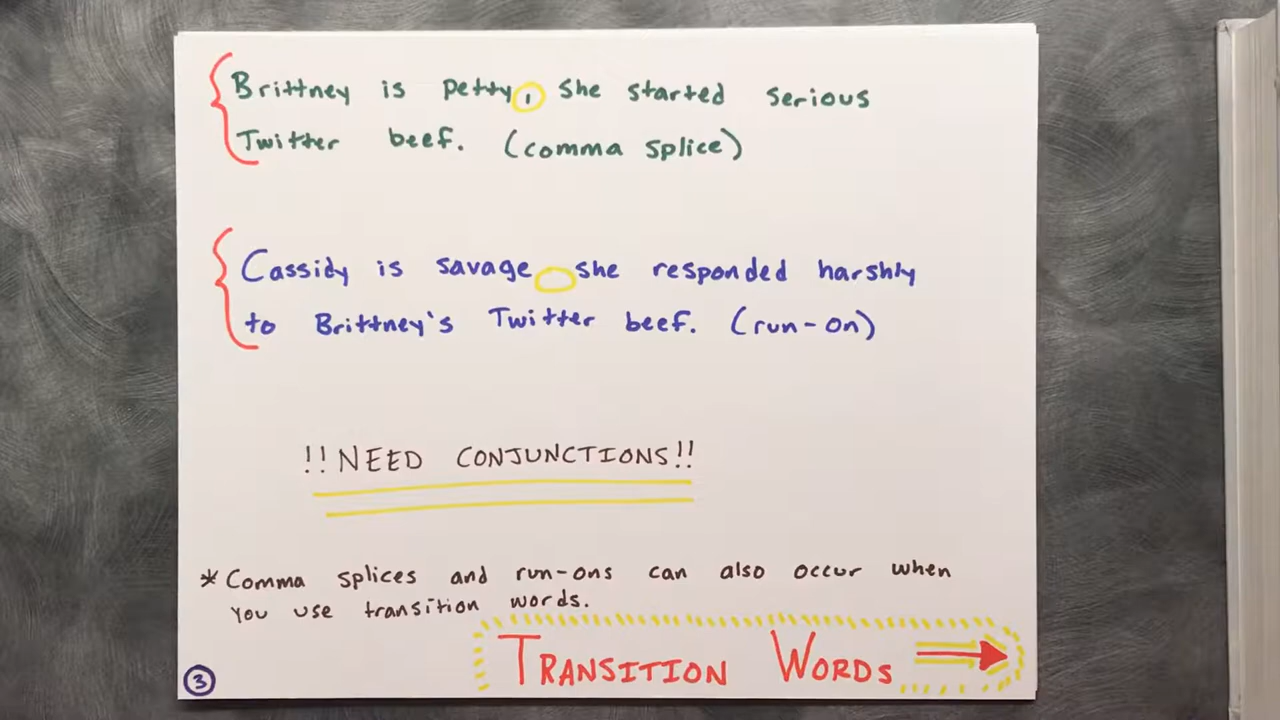 Brittney is petty, she started serious
Twitter beef. (comma splice)
Cassidy is savage she responded harshly
to Brittney's Twitter beef. (run-on)
!!NEED CONJUNCTIONS!!
* Comma splices and run-ons can also occur when
you use transition words.
TRANSITION WORDS
3